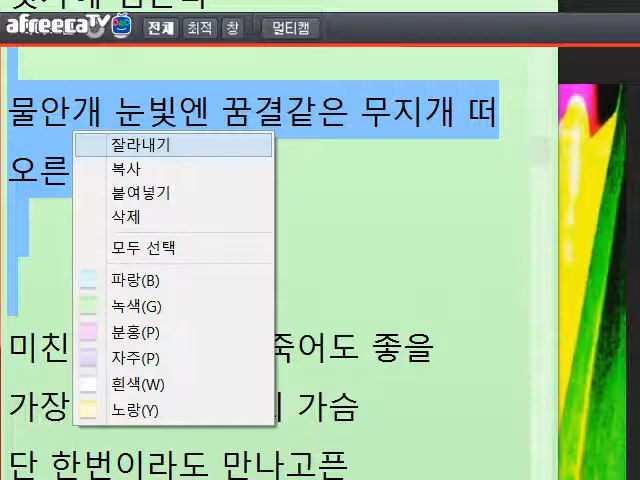 afreecaTV
전체 최적 창 멀티캠
물안개 눈빛엔 꿈결같은 무지개 떠
오른
잘라내기
복사
붙여넣기
삭제
모두 선택
파랑(B)
녹색(G)
분홍(P)
자주(P)
흰색(W)
노랑(Y)
미친 죽어도 좋을
가장 가슴
단 한번이라도 만나고픈